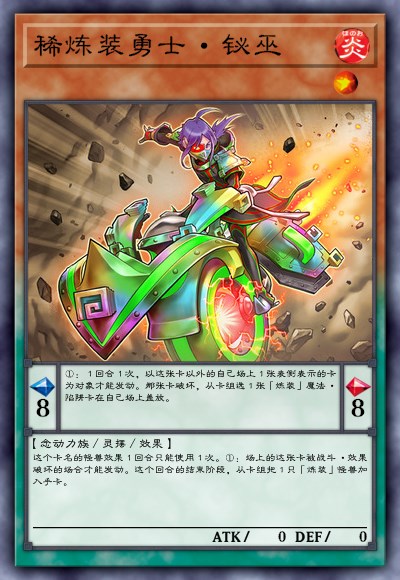 稀炼装勇士・铋巫
ほのお
炎
①：1回合1次，以这张卡以外的自己场上1张表侧表示的卡
为对象才能发动。那张卡破坏，从卡组选1张「炼装」魔法・
陷阱卡在自己场上盖放。
8
8
【念动力族／灵摆／效果】
这个卡名的怪兽效果1回合只能使用1次。①：场上的这张卡被战斗・效果
破坏的场合才能发动。这个回合的结束阶段，从卡组把1只「炼装」怪兽加
入手卡。
ATK／ 0 DEF／ 0